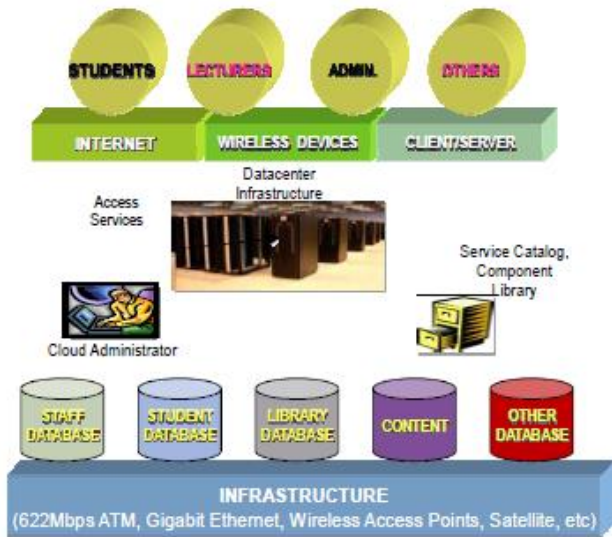 STUDENTS
LECTURERS
ADMIN.
OTHERS
INTERNET
WIRELESS DEVICES
CLIENT/SERVER
Datacenter
Infrastructure
Access
Services
Service Catalog,
Component
Library
Cloud Administrator
STAFF
DATABASE
STUDENT
DATABASE
LIBRARY
DATABASE
CONTENT
OTHER
DATABASE
INFRASTRUCTURE
(622Mbps ATM, Gigabit Ethernet, Wireless Access Points, Satellite, etc)